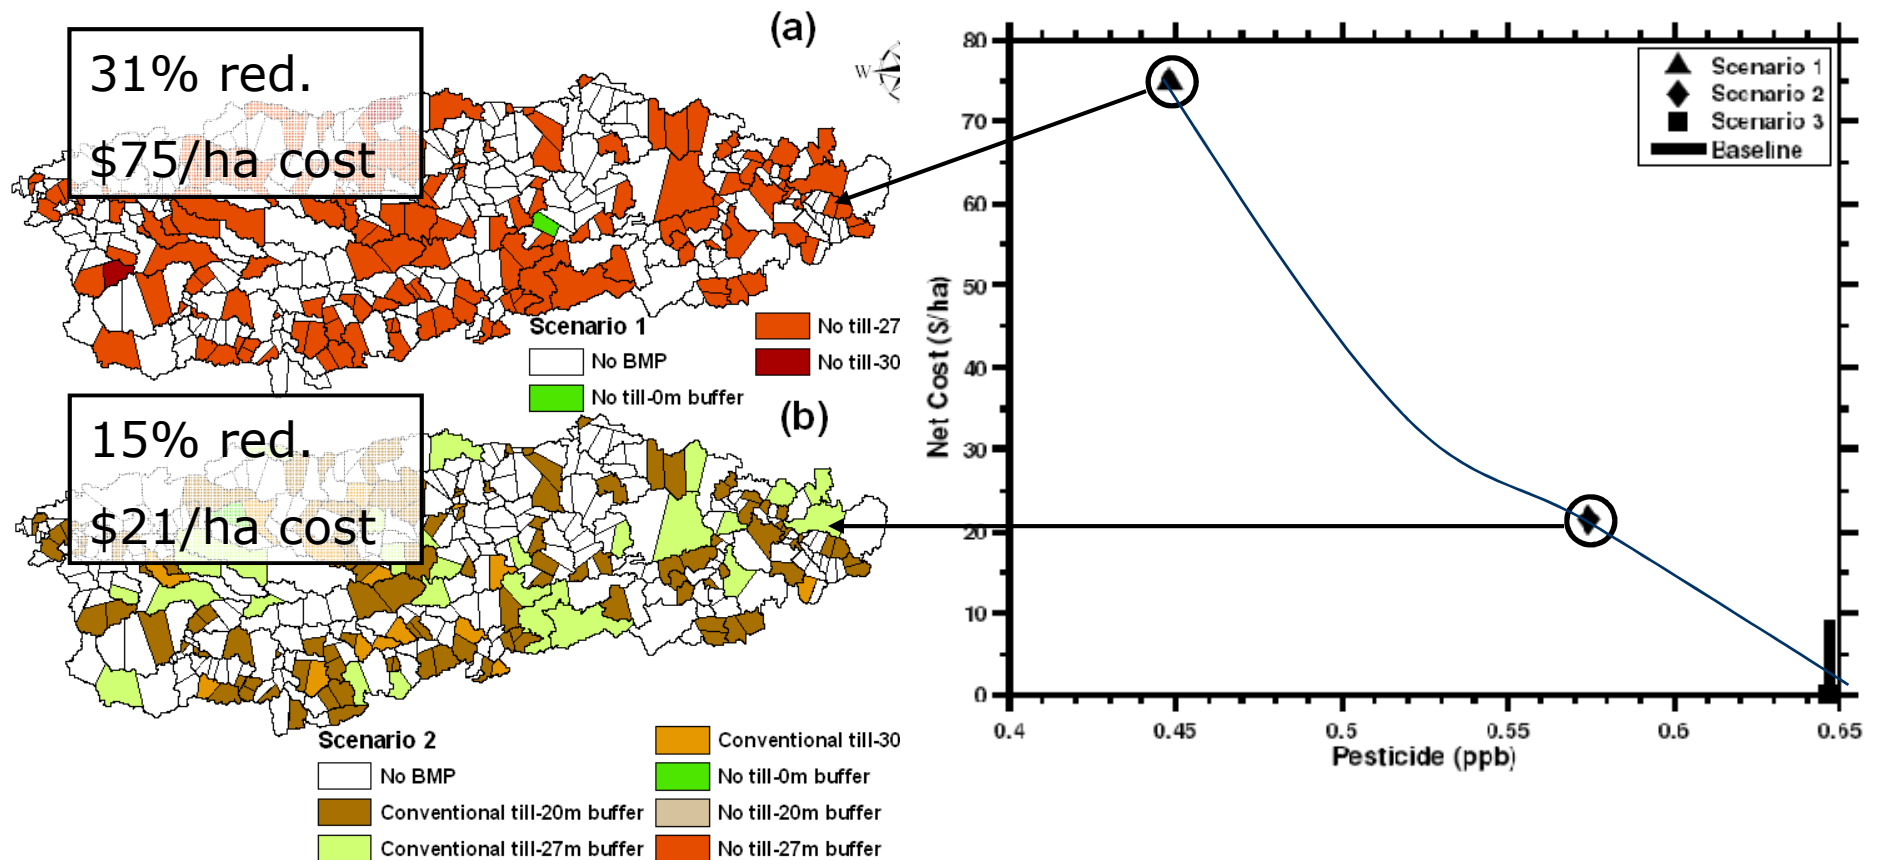 (a)
31% red.
$75/ha cost
W
Scenario 1
No BMP
No till-0m buffer
No till-27
No till-30
(b)
15% red.
$21/ha cost
Scenario 2
No BMP
Conventional till-20m buffer
Conventional till-27m buffer
Conventional till-30
No till-0m buffer
No till-20m buffer
No till-27m buffer
Net Cost ($/ha)
80
70
60
50
40
30
20
10
0
0.4
0.45
0.5
0.55
0.6
0.65
Pesticide (ppb)
Scenario 1
Scenario 2
Scenario 3
Baseline